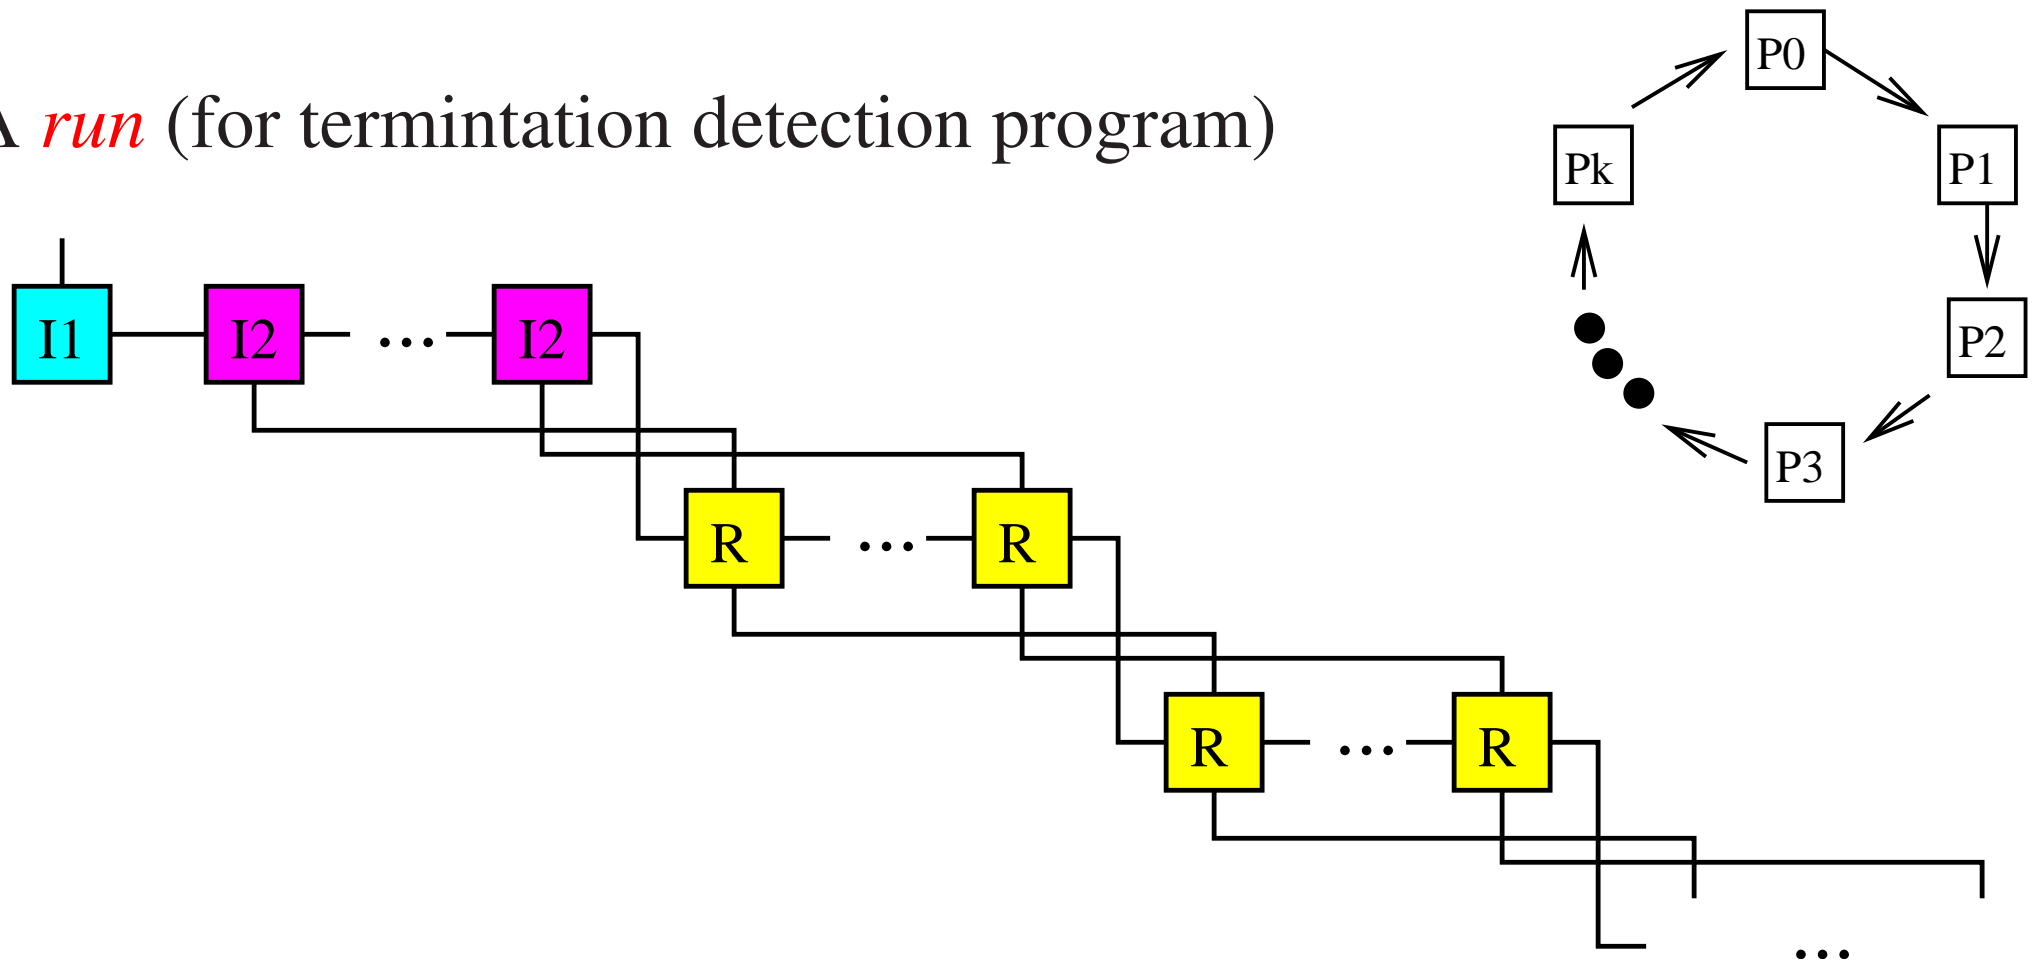 A run (for termintation detection program)
P0
Pk P1
I1 I2 ... I2
P2
P3
R ... R
R ... R
...